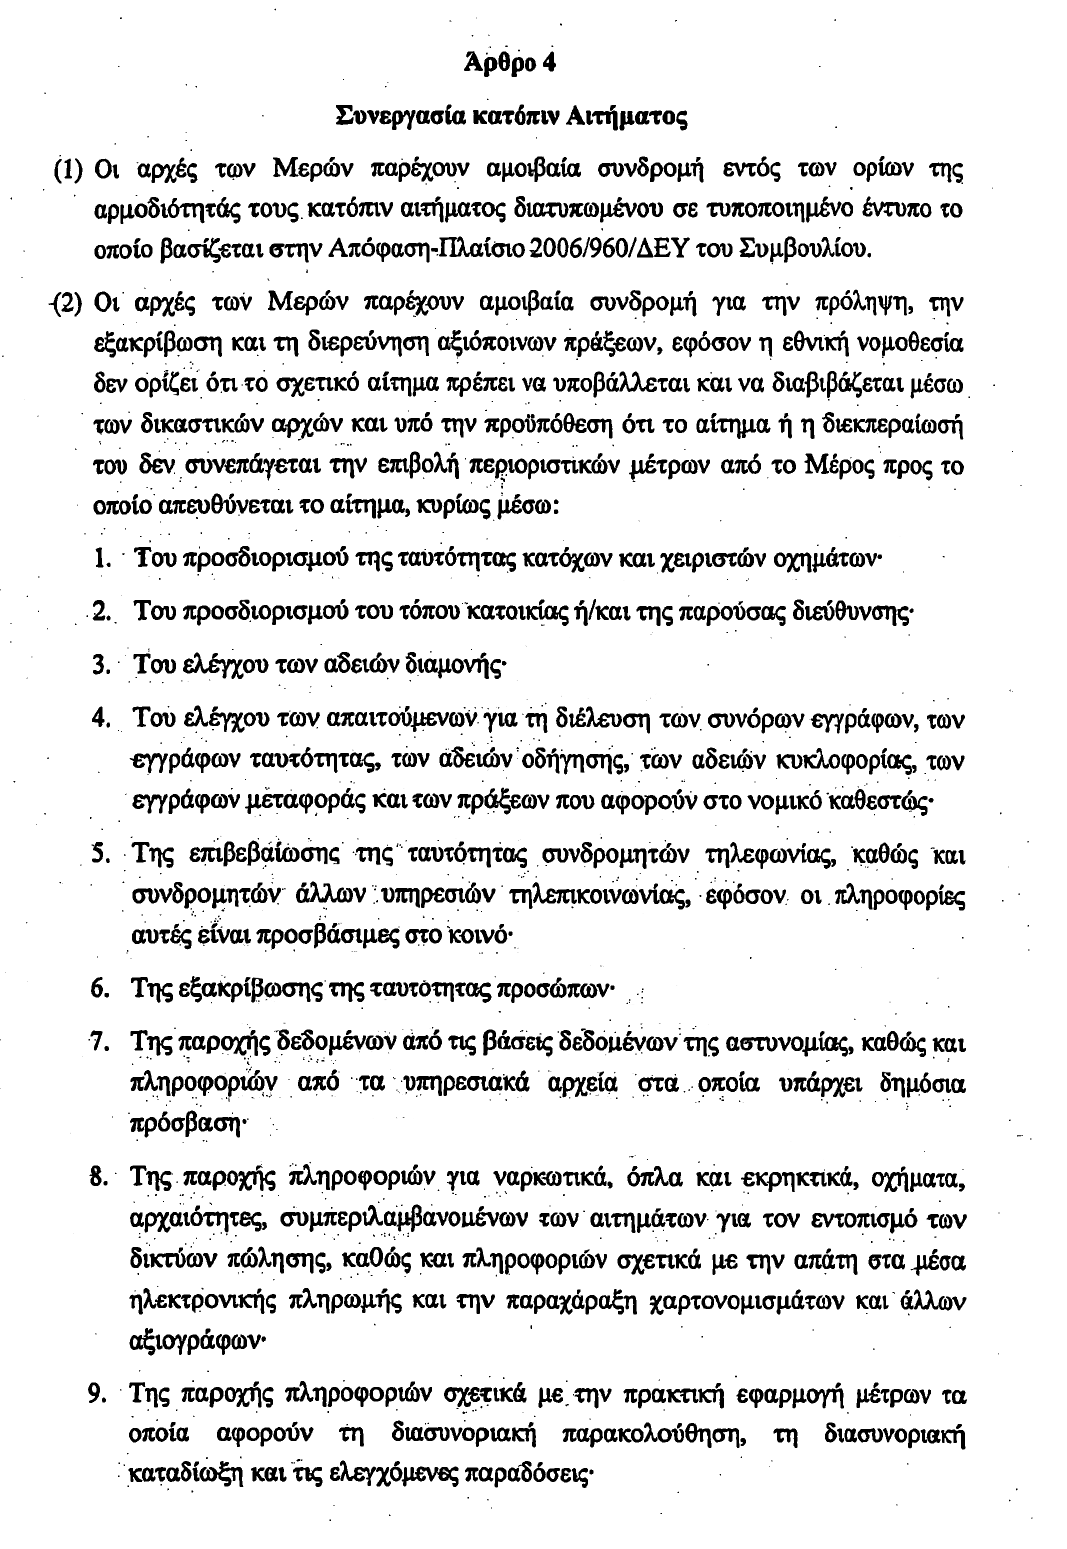 Άρθρο 4
Συνεργασία κατόπιν Αιτήματος
(1) Οι αρχές των Μερών παρέχουν αμοιβαία συνδρομή εντός των ορίων της
αρμοδιότητάς τους κατόπιν αιτήματος διατυπωμένου σε τυποποιημένο έντυπο το
οποίο βασίζεται στην Απόφαση-Πλαίσιο 2006/960/ΔΕΥ του Συμβουλίου.
(2) Οι αρχές των Μερών παρέχουν αμοιβαία συνδρομή για την πρόληψη, την
εξακρίβωση και τη διερεύνηση αξιόποινων πράξεων, εφόσον η εθνική νομοθεσία
δεν ορίζει ότι το σχετικό αίτημα πρέπει να υποβάλλεται και να διαβιβάζεται μέσω
των δικαστικών αρχών και υπό την προϋπόθεση ότι το αίτημα ή η διεκπεραίωσή
του δεν συνεπάγεται την επιβολή περιοριστικών μέτρων από το Μέρος προς το
οποίο απευθύνεται το αίτημα, κυρίως μέσω:
1. Του προσδιορισμού της ταυτότητας κατόχων και χειριστών οχημάτων·
2. Του προσδιορισμού του τόπου κατοικίας ή/και της παρούσας διεύθυνσης·
3. Του ελέγχου των αδειών διαμονής·
4. Του ελέγχου των απαιτούμενων για τη διέλευση των συνόρων εγγράφων, των
εγγράφων ταυτότητας, των αδειών οδήγησης, των αδειών κυκλοφορίας, των
εγγράφων μεταφοράς και των πράξεων που αφορούν στο νομικό καθεστώς·
5. Της επιβεβαίωσης της ταυτότητας συνδρομητών τηλεφωνίας, καθώς και
συνδρομητών άλλων υπηρεσιών τηλεπικοινωνίας, εφόσον οι πληροφορίες
αυτές είναι προσβάσιμες στο κοινό·
6. Της εξακρίβωσης της ταυτότητας προσώπων·
7. Της παροχής δεδομένων από τις βάσεις δεδομένων της αστυνομίας, καθώς και
πληροφοριών από τα υπηρεσιακά αρχεία στα οποία υπάρχει δημόσια
πρόσβαση·
8. Της παροχής πληροφοριών για ναρκωτικά, όπλα και εκρηκτικά, οχήματα,
αρχαιότητες, συμπεριλαμβανομένων των αιτημάτων για τον εντοπισμό των
δικτύων πώλησης, καθώς και πληροφοριών σχετικά με την απάτη στα μέσα
ηλεκτρονικής πληρωμής και την παραχάραξη χαρτονομισμάτων και άλλων
αξιογράφων·
9. Της παροχής πληροφοριών σχετικά με την πρακτική εφαρμογή μέτρων τα
οποία αφορούν τη διασυνοριακή παρακολούθηση, τη διασυνοριακή
καταδίωξη και τις ελεγχόμενες παραδόσεις·